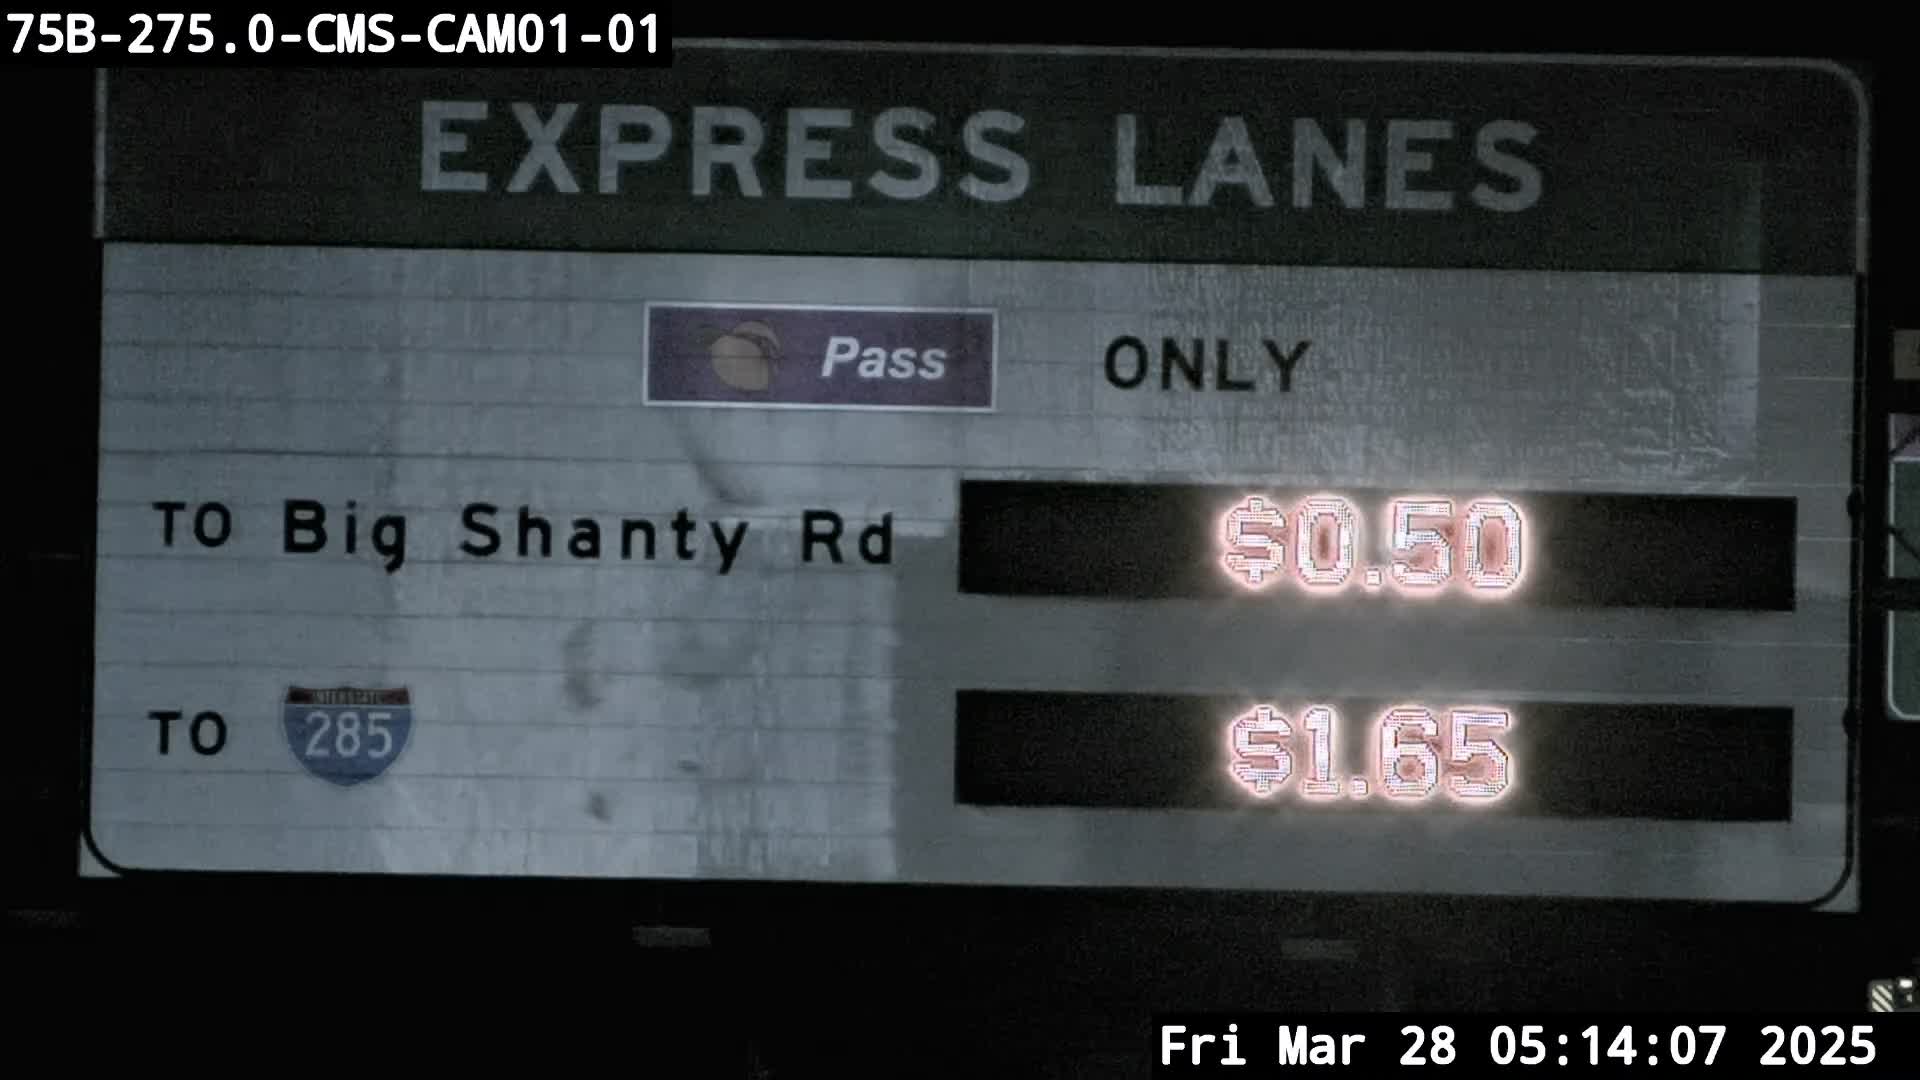 75B-275.0-CMS-CAM01-01
EXPRESS LANES
Pass ONLY
TO Big Shanty Rd $0.50
TO INTERSTATE 285 $1.65
Fri Mar 28 05:14:07 2025